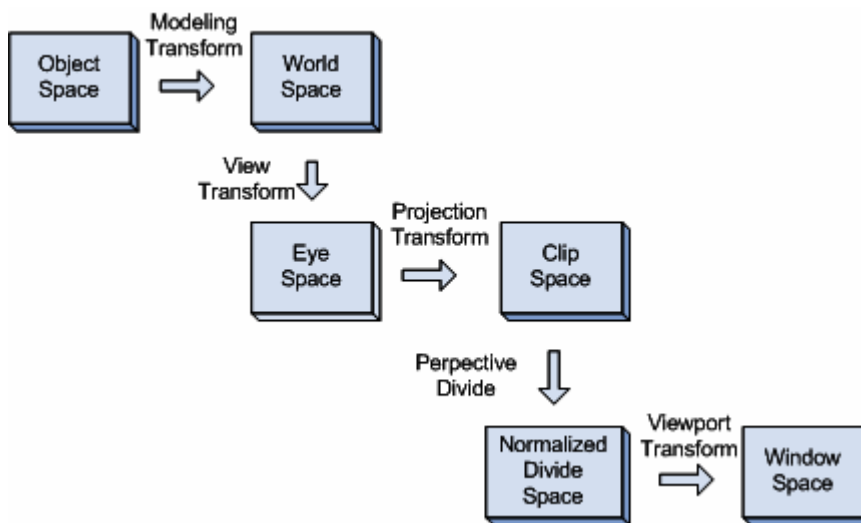 Modeling
Transform
Object
Space
World
Space
View
Transform
Projection
Transform
Eye
Space
Clip
Space
Perpective
Divide
Viewport
Transform
Normalized
Divide
Space
Window
Space